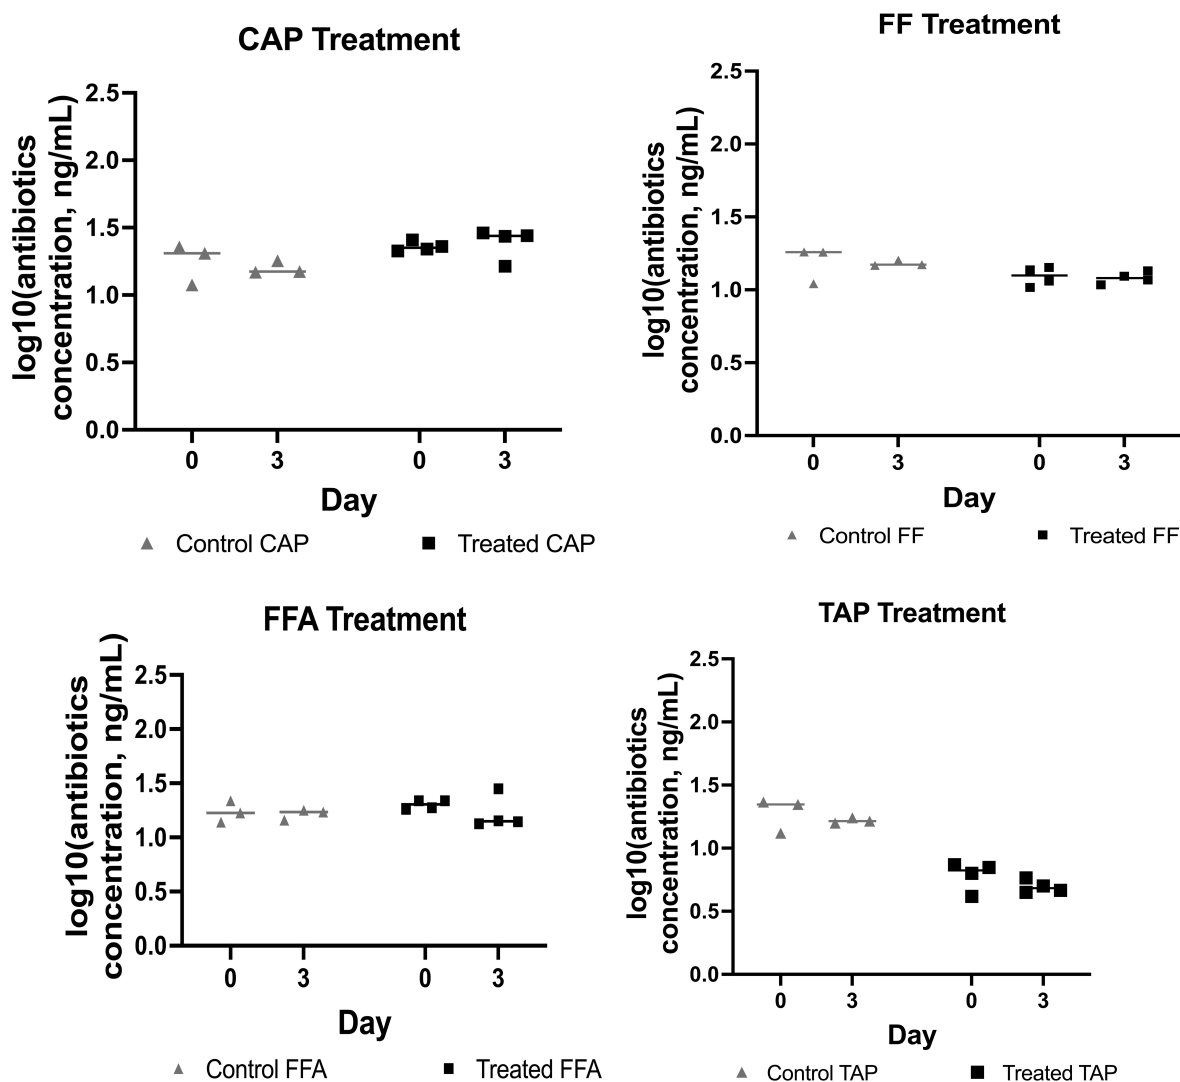 CAP Treatment
log10(antibiotics
concentration, ng/mL)
2.5
2.0
1.5
1.0
0.5
0.0
0 3 0 3
Day
Control CAP Treated CAP
FF Treatment
log10(antibiotics
concentration, ng/mL)
2.5
2.0
1.5
1.0
0.5
0.0
0 3 0 3
Day
Control FF Treated FF
FFA Treatment
log10(antibiotics
concentration, ng/mL)
2.5
2.0
1.5
1.0
0.5
0.0
0 3 0 3
Day
Control FFA Treated FFA
TAP Treatment
log10(antibiotics
concentration, ng/mL)
2.5
2.0
1.5
1.0
0.5
0.0
0 3 0 3
Day
Control TAP Treated TAP